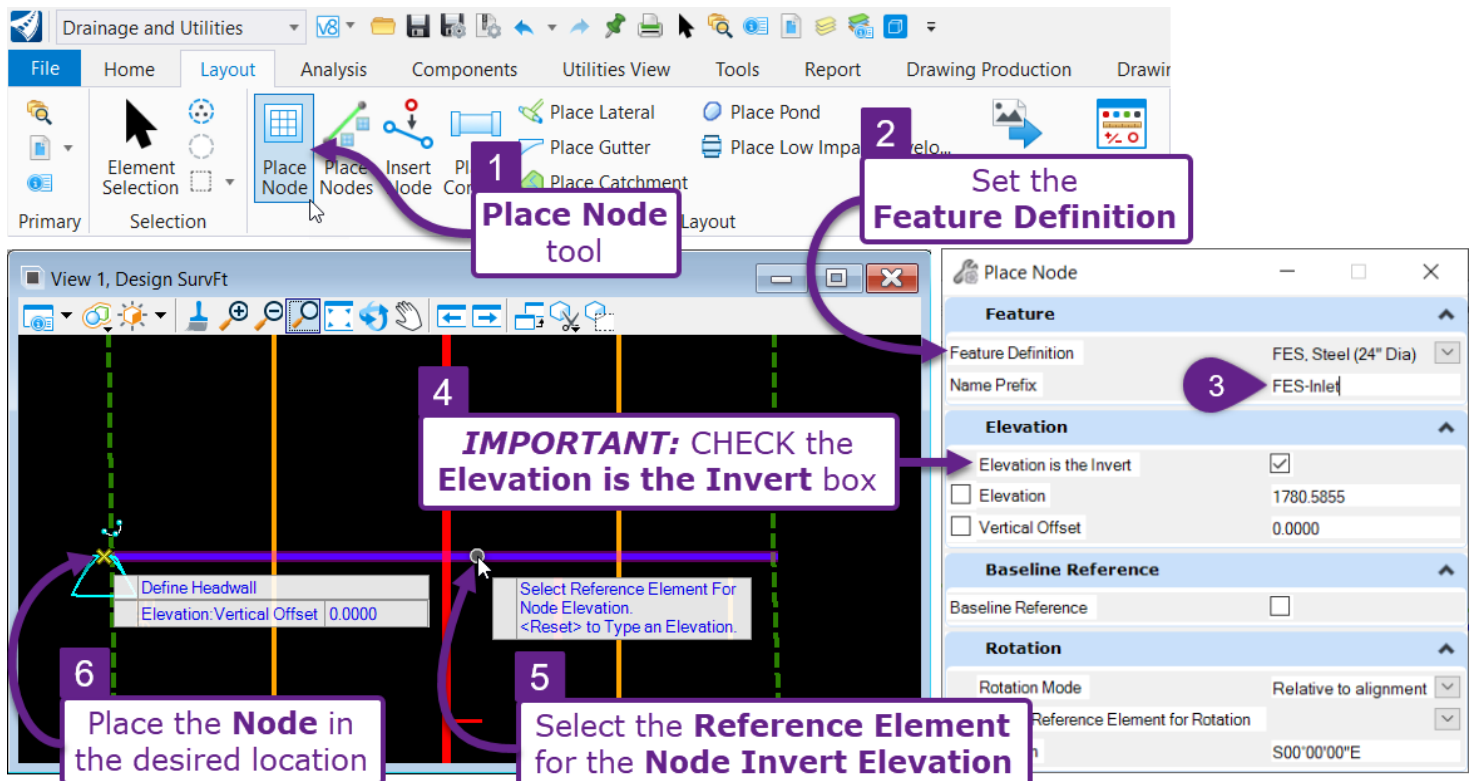 Drainage and Utilities
File Home Layout Analysis Components Utilities View Tools Report Drawing Production
Element Selection
Place Node
Place Nodes
Insert Node
Place Lateral
Place Gutter
Place Catchment
Place Pond
Place Low
Primary
Selection
Layout
1
Place Node
tool
2
Set the
Feature Definition
View 1, Design SurvFt
4
IMPORTANT: CHECK the
Elevation is the Invert box
Define Headwall
Elevation:Vertical Offset 0.0000
Select Reference Element For
Node Elevation.
<Reset> to Type an Elevation.
6
Place the Node in
the desired location
5
Select the Reference Element
for the Node Invert Elevation
Place Node
Feature
Feature Definition FES, Steel (24" Dia)
Name Prefix 3 FES-Inlet
Elevation
Elevation is the Invert
Elevation 1780.5855
Vertical Offset 0.0000
Baseline Reference
Baseline Reference
Rotation
Rotation Mode Relative to alignment
Reference Element for Rotation
S00°00'00"E